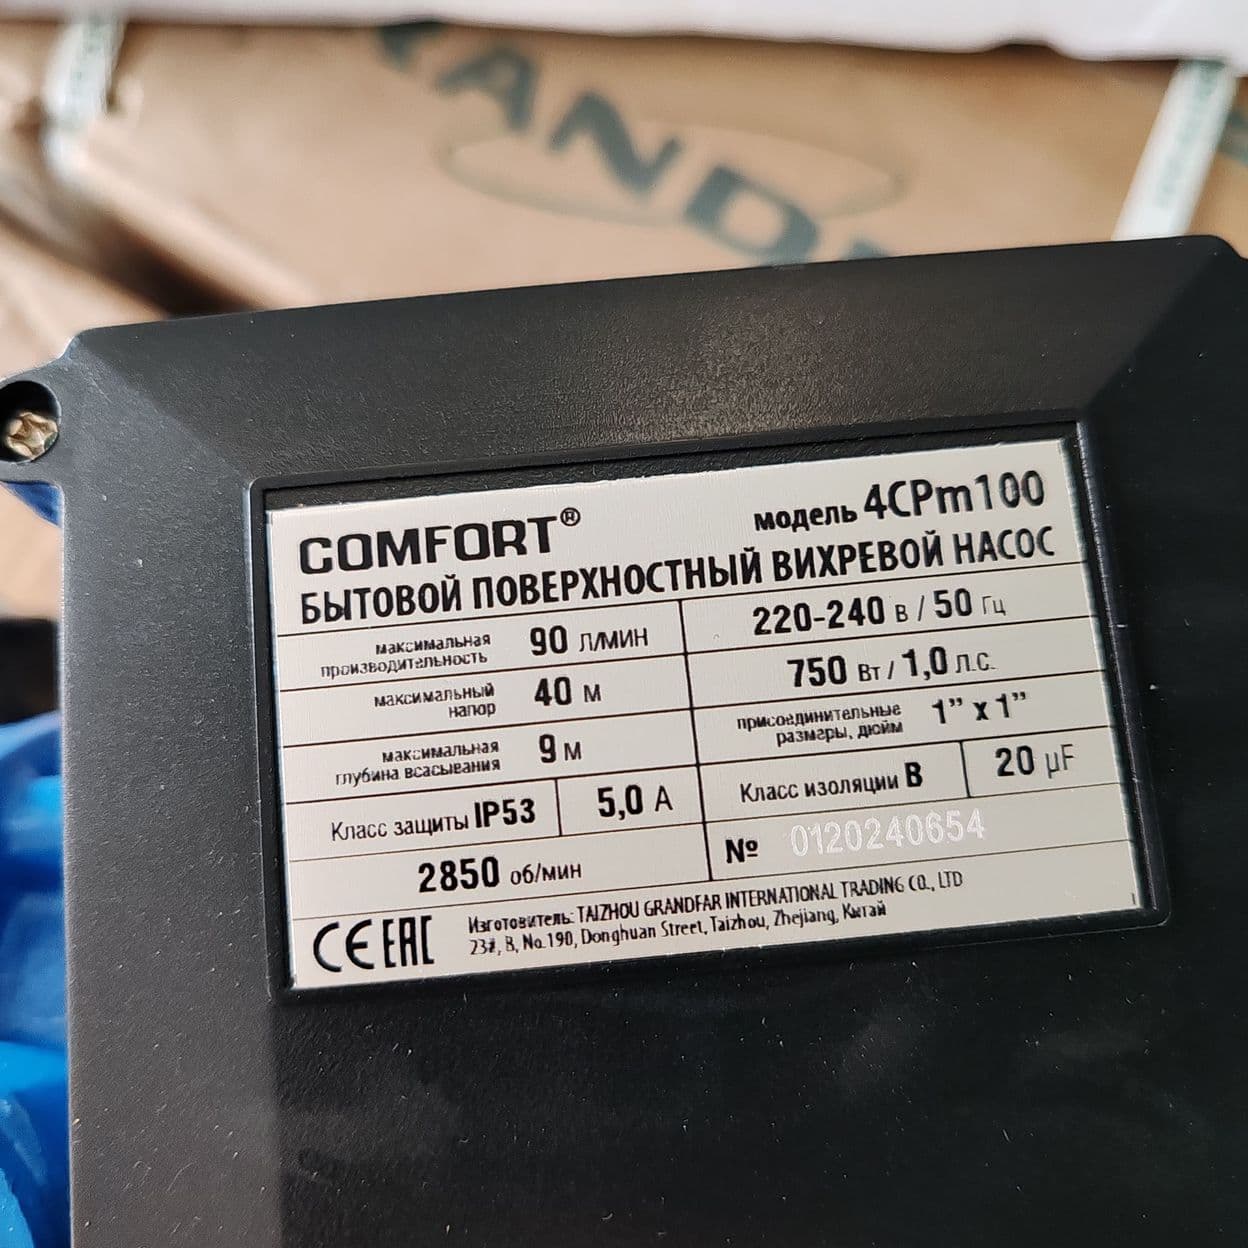 RAND
COMFORT®
модель 4CPm100
БЫТОВОЙ ПОВЕРХНОСТНЫЙ ВИХРЕВОЙ НАСОС
максимальная производительность 90 Л/МИН
220-240 В / 50 Гц
максимальный напор 40 М
750 Вт / 1,0 Л.С.
максимальная глубина всасывания 9 М
присоединительные размеры, дюйм 1" x 1"
Класс защиты IP53
5,0 А
Класс изоляции B
20 µF
2850 об/мин
№ 0120240654
CE EAC
Изготовитель: TAIZHOU GRANDFAR INTERNATIONAL TRADING CO., LTD
23#, B, No.190, Donghuan Street, Taizhou, Zhejiang, Китай